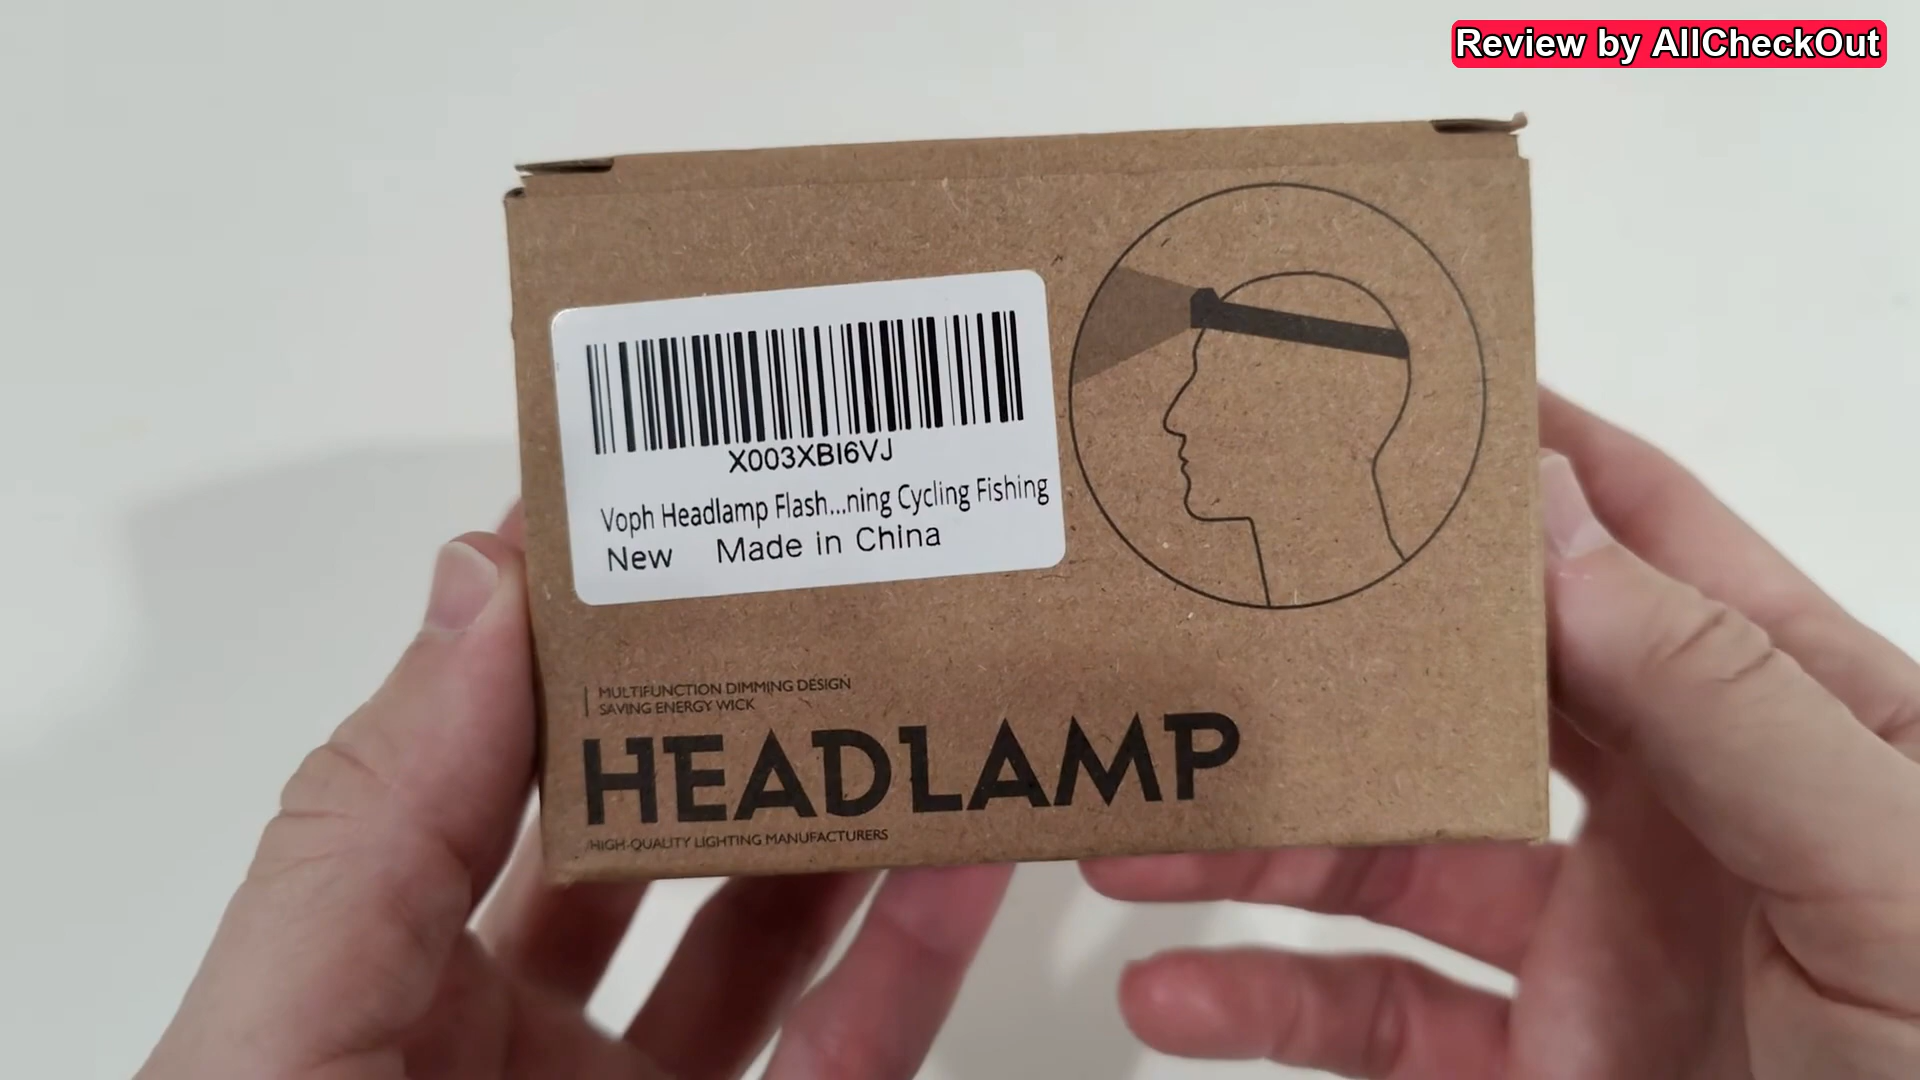 Review by AllCheckOut
X003XBI6VJ
Voph Headlamp Flash...ning Cycling Fishing
New Made in China
MULTIFUNCTION DIMMING DESIGN
SAVING ENERGY WICK
HEADLAMP
HIGH-QUALITY LIGHTING MANUFACTURERS